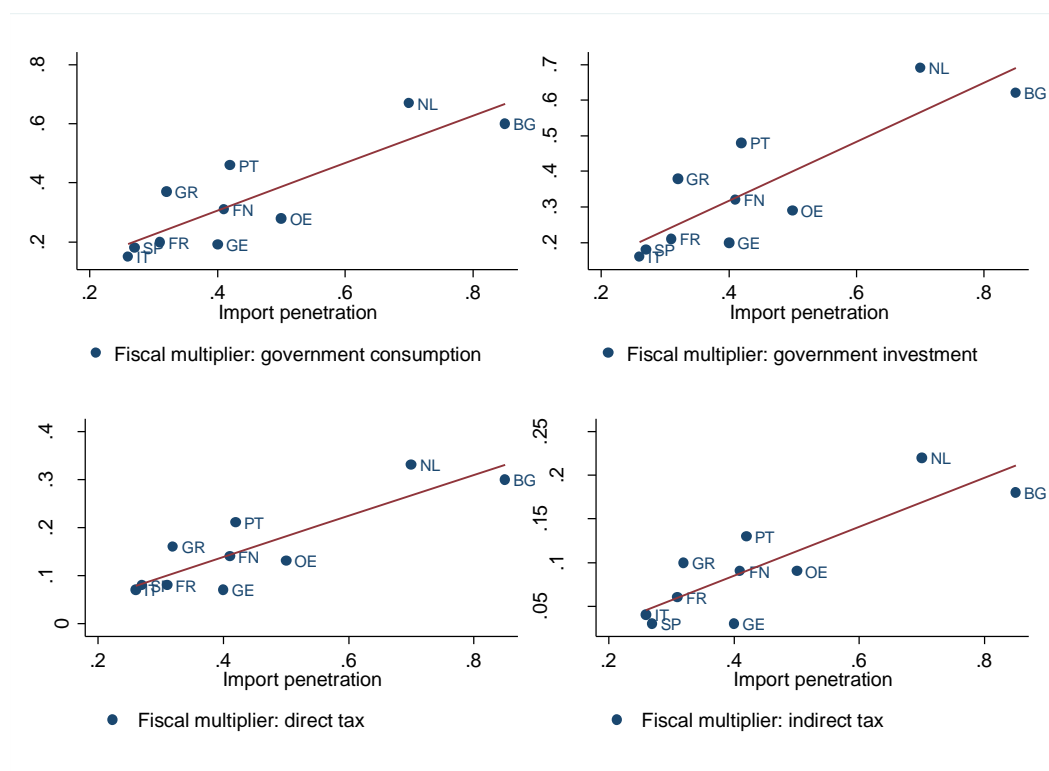 .8
.6
.4
.2
NL
BG
PT
GR
FN
OE
FR
GE
SP
IT
.2 .4 .6 .8
Import penetration
Fiscal multiplier: government consumption
.7
.6
.5
.4
.3
.2
NL
BG
PT
GR
FN
OE
FR
GE
SP
IT
.2 .4 .6 .8
Import penetration
Fiscal multiplier: government investment
.4
.3
.2
.1
0
NL
BG
PT
GR
FN
OE
SP
FR
IT
GE
.2 .4 .6 .8
Import penetration
Fiscal multiplier: direct tax
.25
.2
.15
.1
.05
NL
BG
PT
GR
FN
OE
FR
IT
SP
GE
.2 .4 .6 .8
Import penetration
Fiscal multiplier: indirect tax